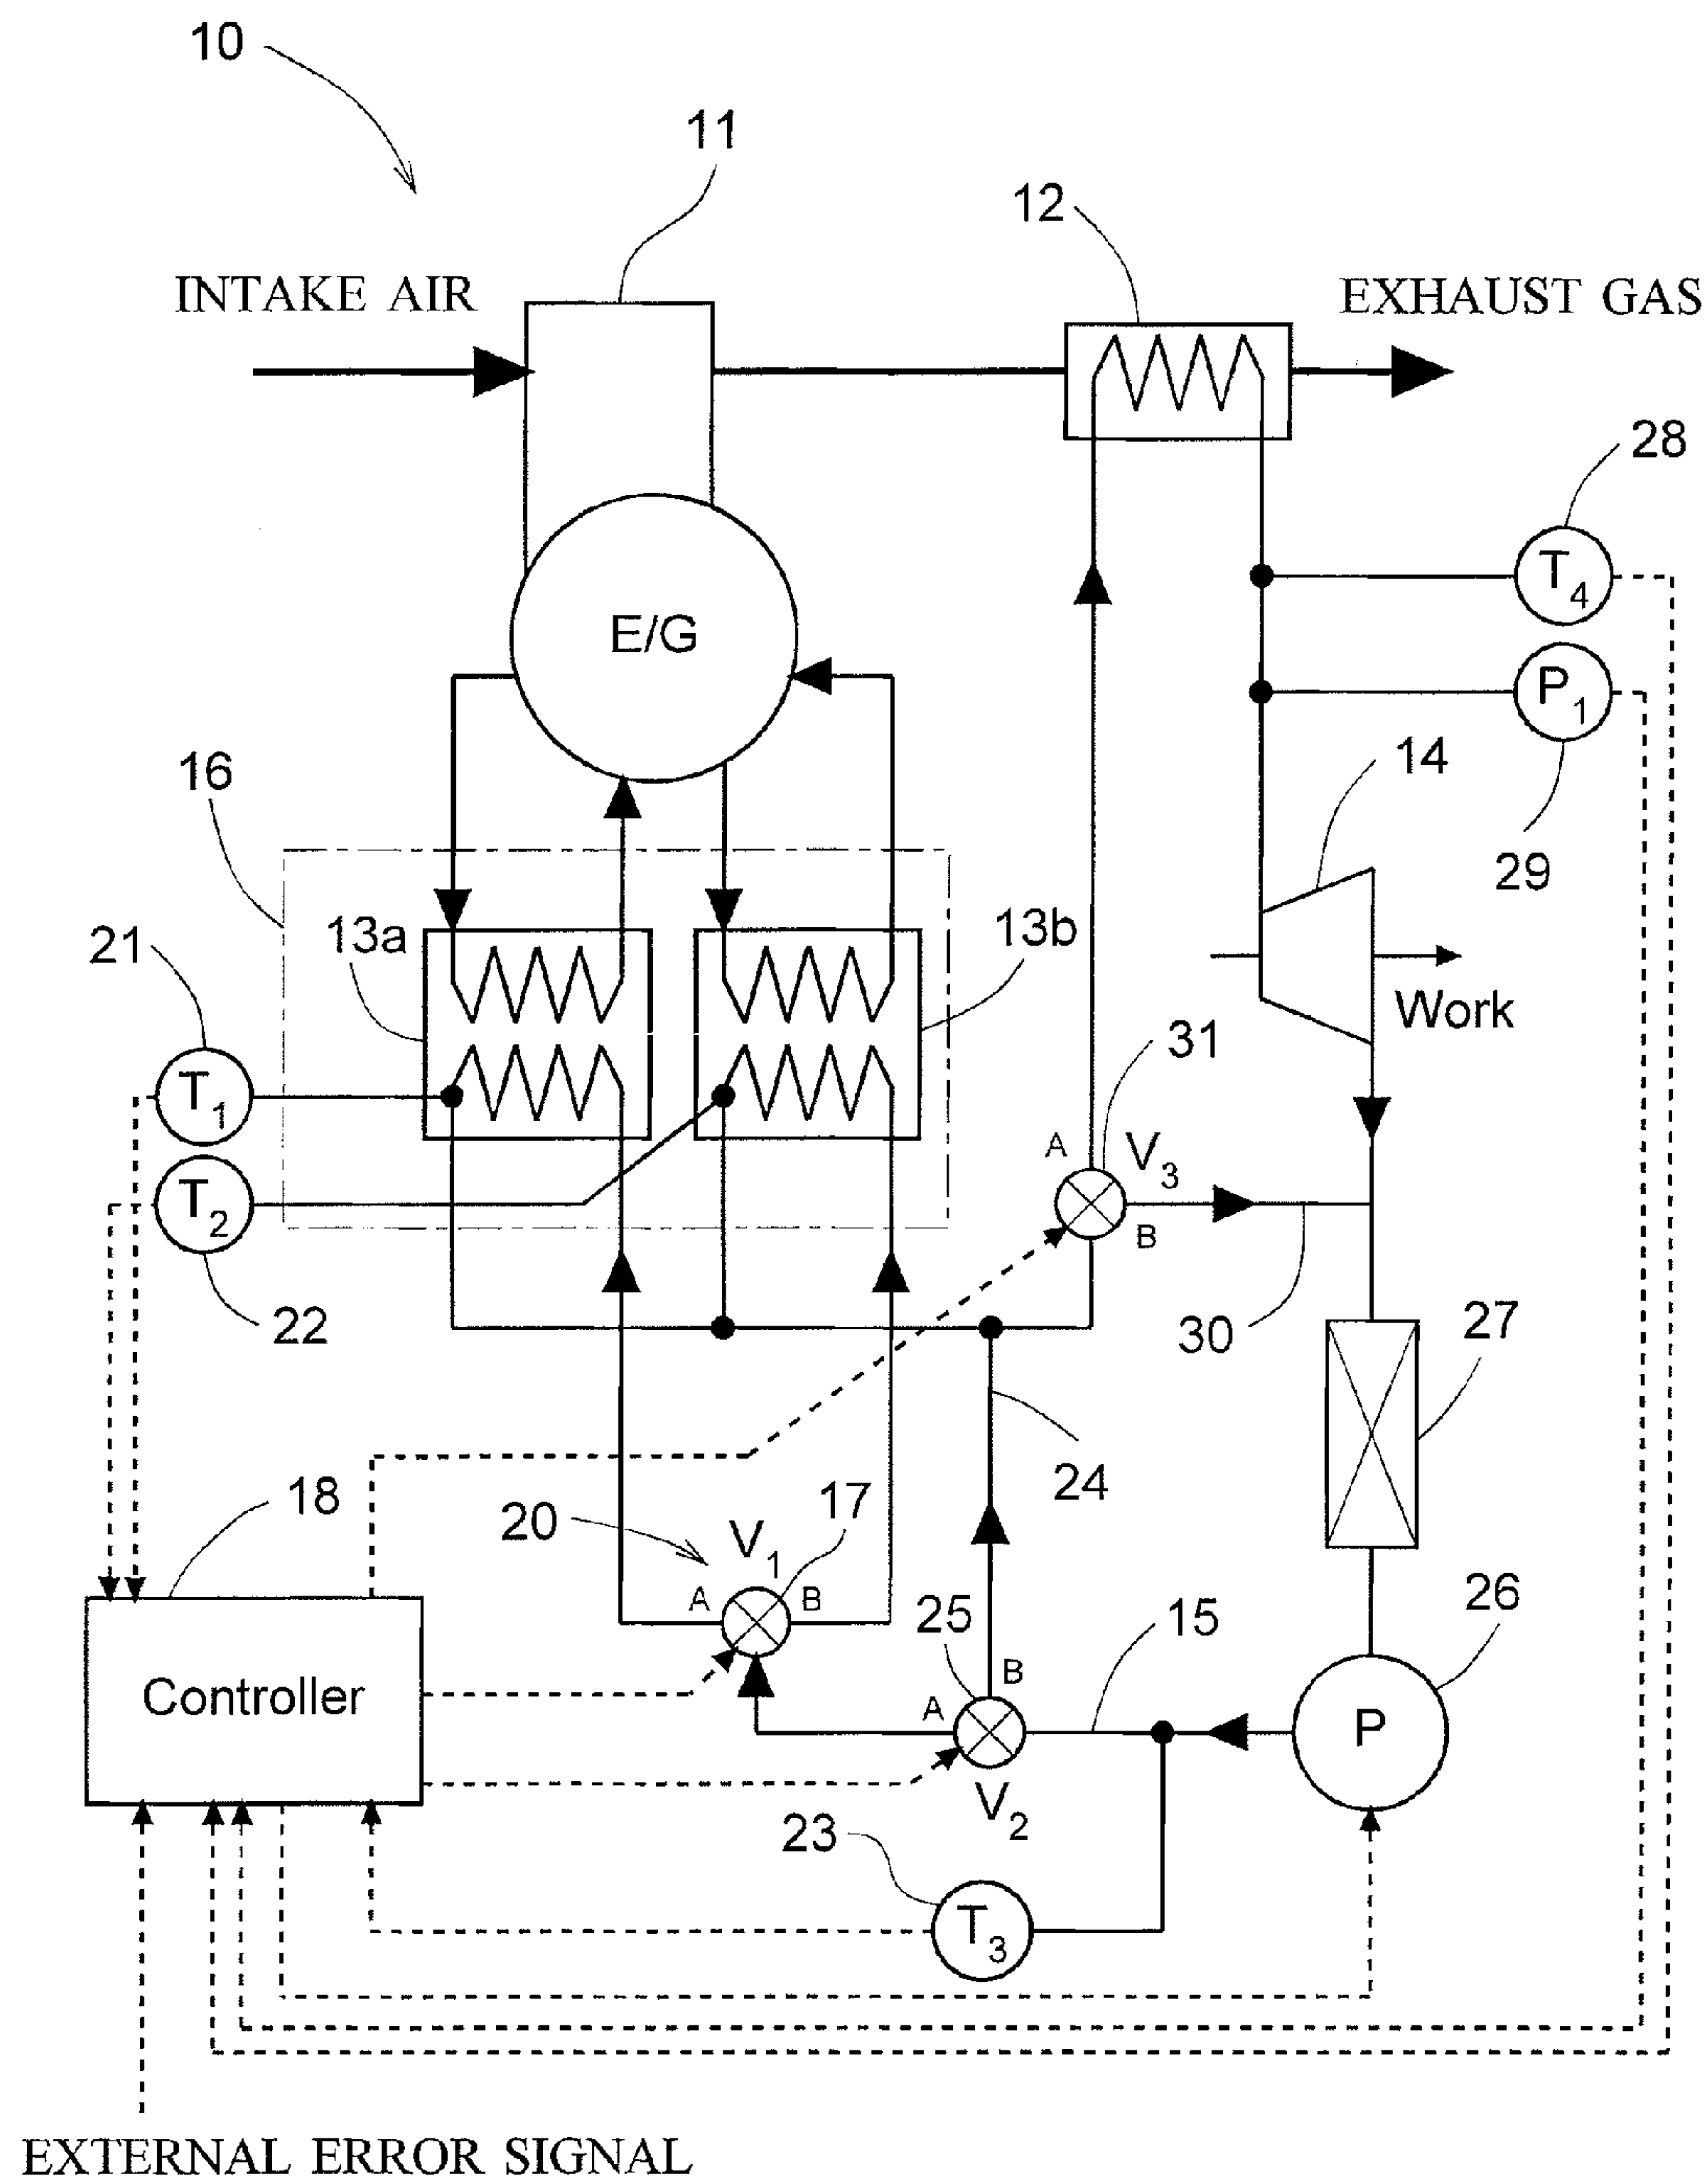 10
11
12
INTAKE AIR
EXHAUST GAS
28
T4
E/G
P1
16
14
29
21
13a
13b
T1
Work
31
A
V3
T2
B
22
30
27
24
18
20
V1
17
A
B
25
15
26
B
Controller
A
P
V2
23
T3
EXTERNAL ERROR SIGNAL